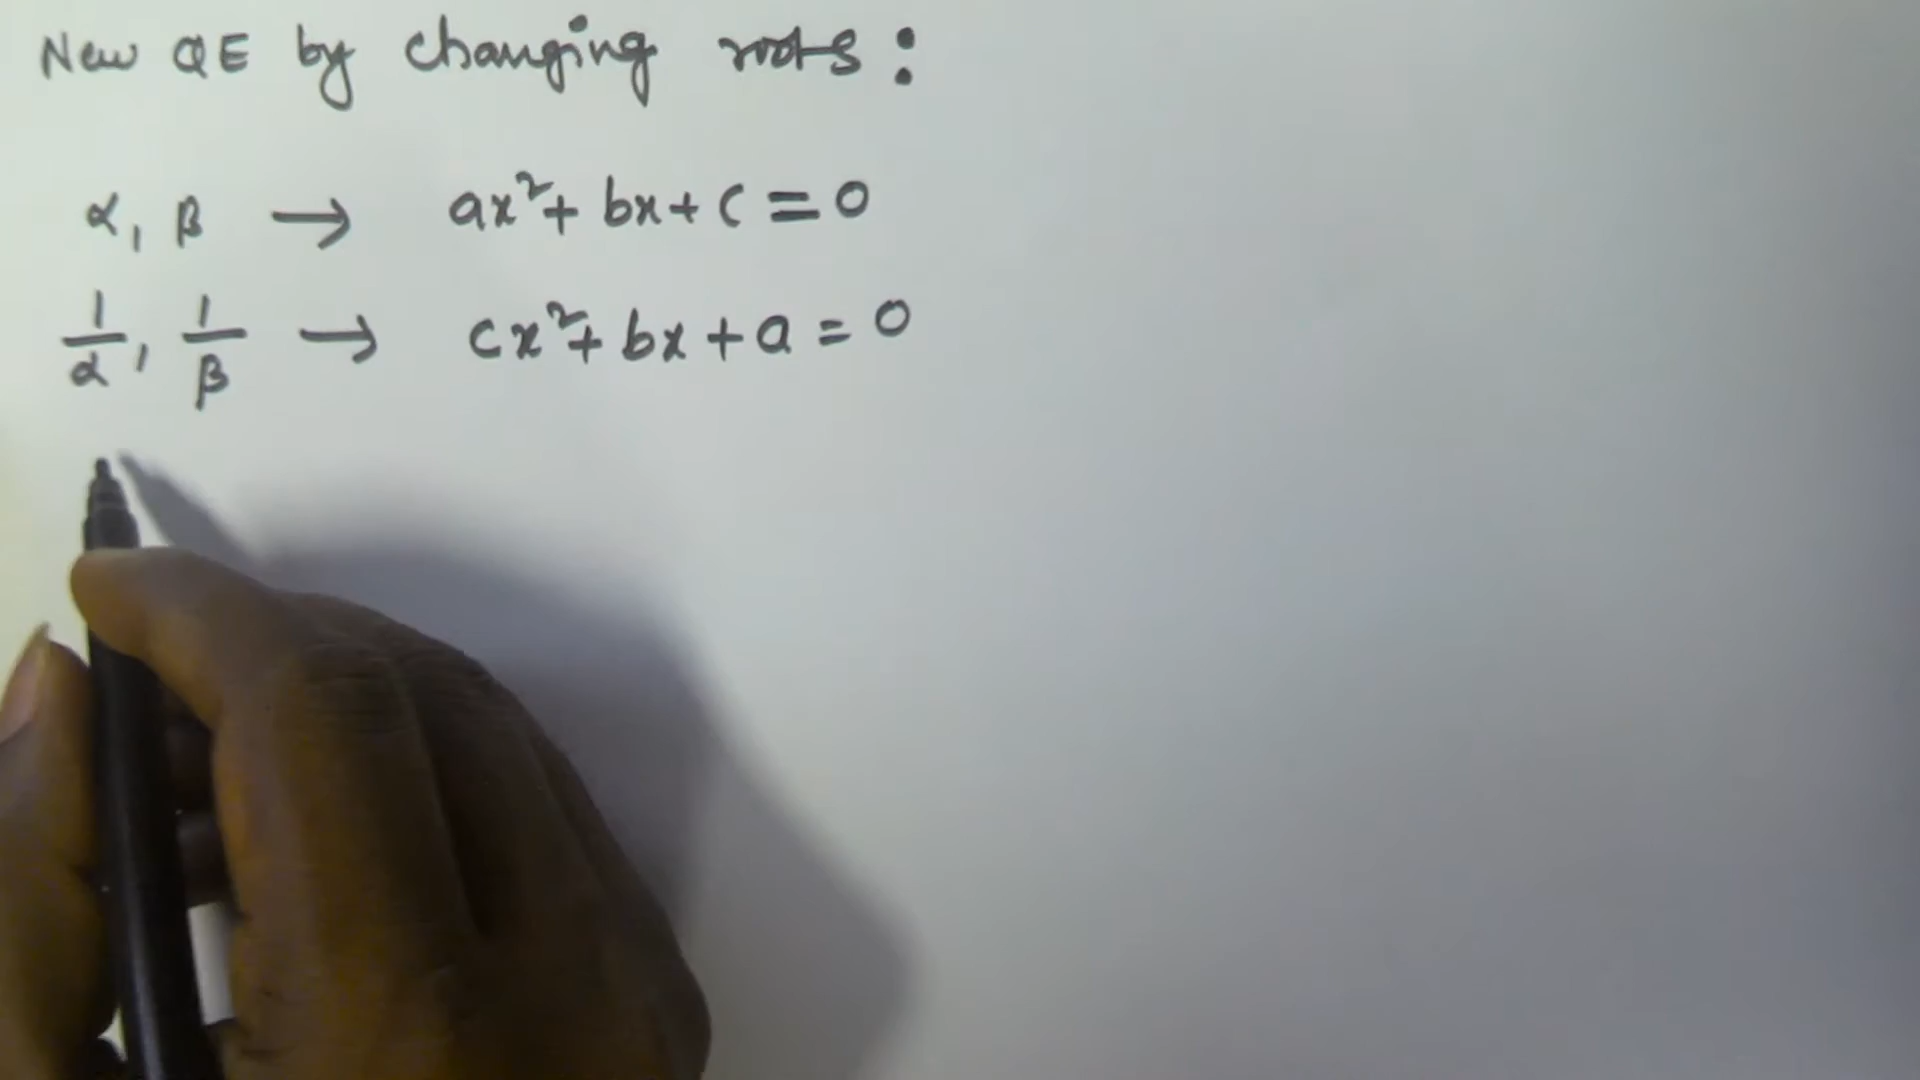 New QE by changing roots :
α, β → ax²+ bx + c = 0
1/α, 1/β → cx²+ bx + a = 0